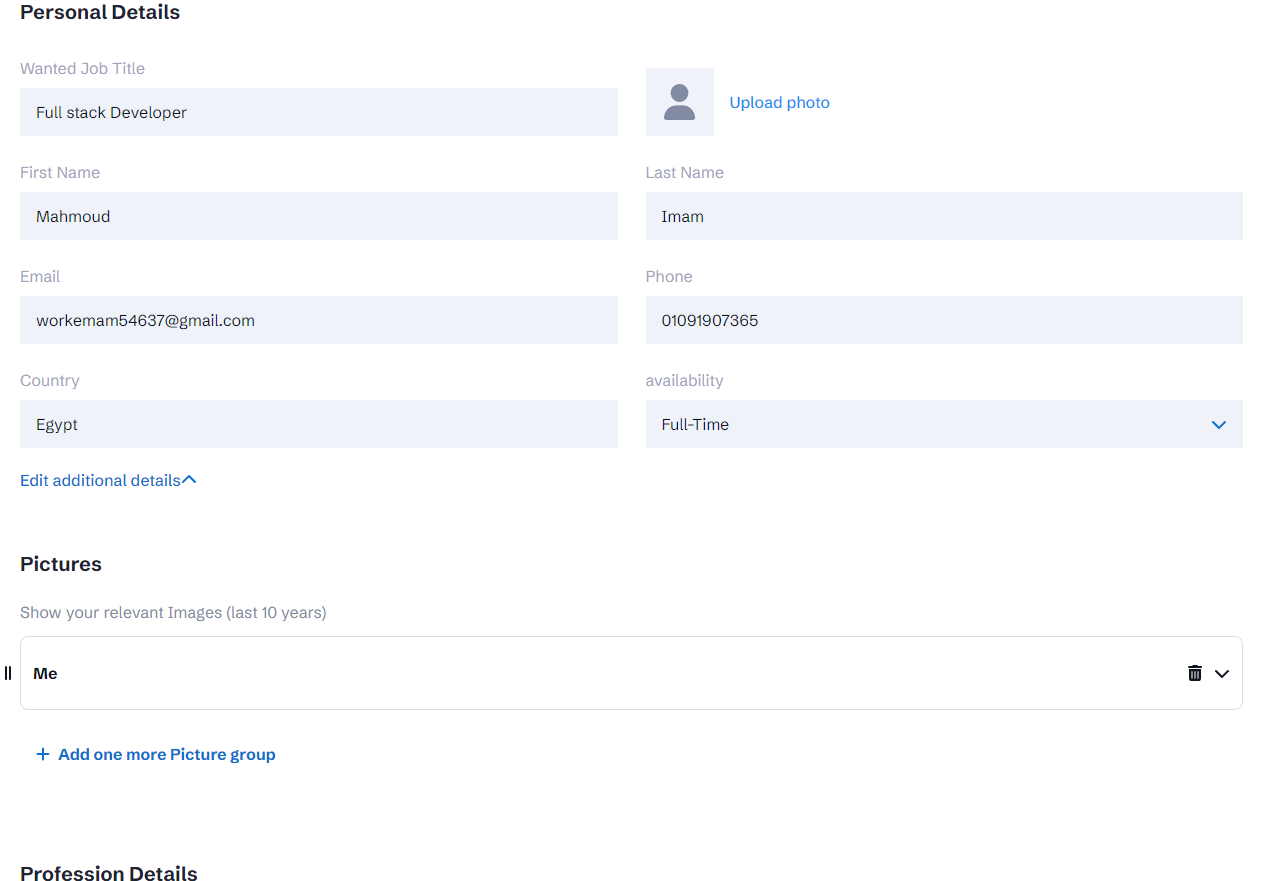 Personal Details
Wanted Job Title
Full stack Developer
Upload photo
First Name
Last Name
Mahmoud
Imam
Email
Phone
workemam54637@gmail.com
01091907365
Country
availability
Egypt
Full-Time
Edit additional details
Pictures
Show your relevant Images (last 10 years)
Me
+ Add one more Picture group
Profession Details